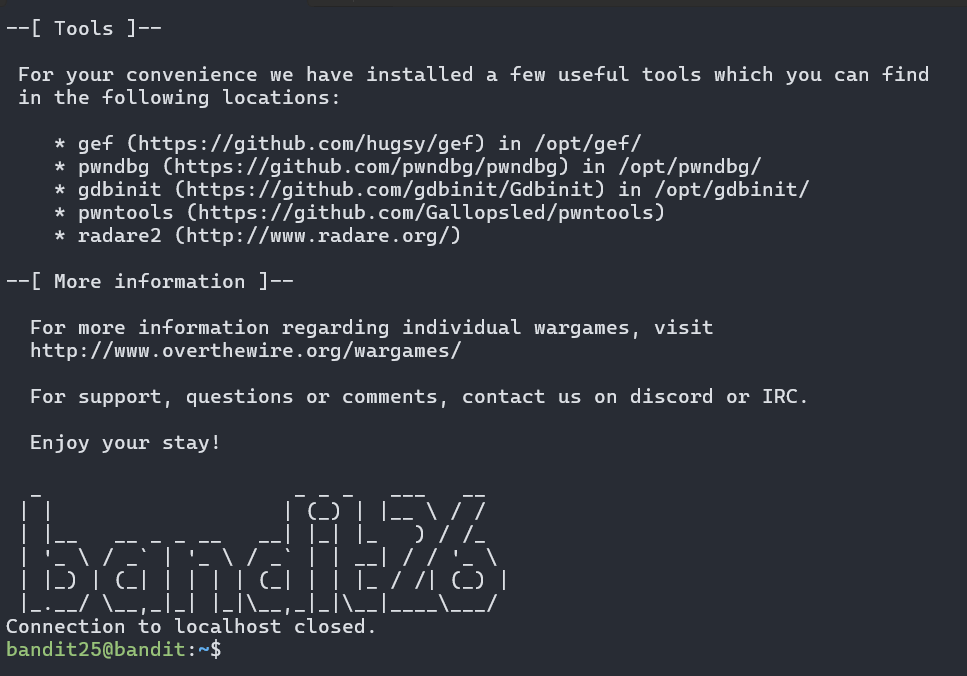 --[ Tools ]--
For your convenience we have installed a few useful tools which you can find
in the following locations:
* gef (https://github.com/hugsy/gef) in /opt/gef/
* pwndbg (https://github.com/pwndbg/pwndbg) in /opt/pwndbg/
* gdbinit (https://github.com/gdbinit/Gdbinit) in /opt/gdbinit/
* pwntools (https://github.com/Gallopsled/pwntools)
* radare2 (http://www.radare.org/)
--[ More information ]--
For more information regarding individual wargames, visit
http://www.overthewire.org/wargames/
For support, questions or comments, contact us on discord or IRC.
Enjoy your stay!
bandit26
Connection to localhost closed.
bandit25@bandit:~$